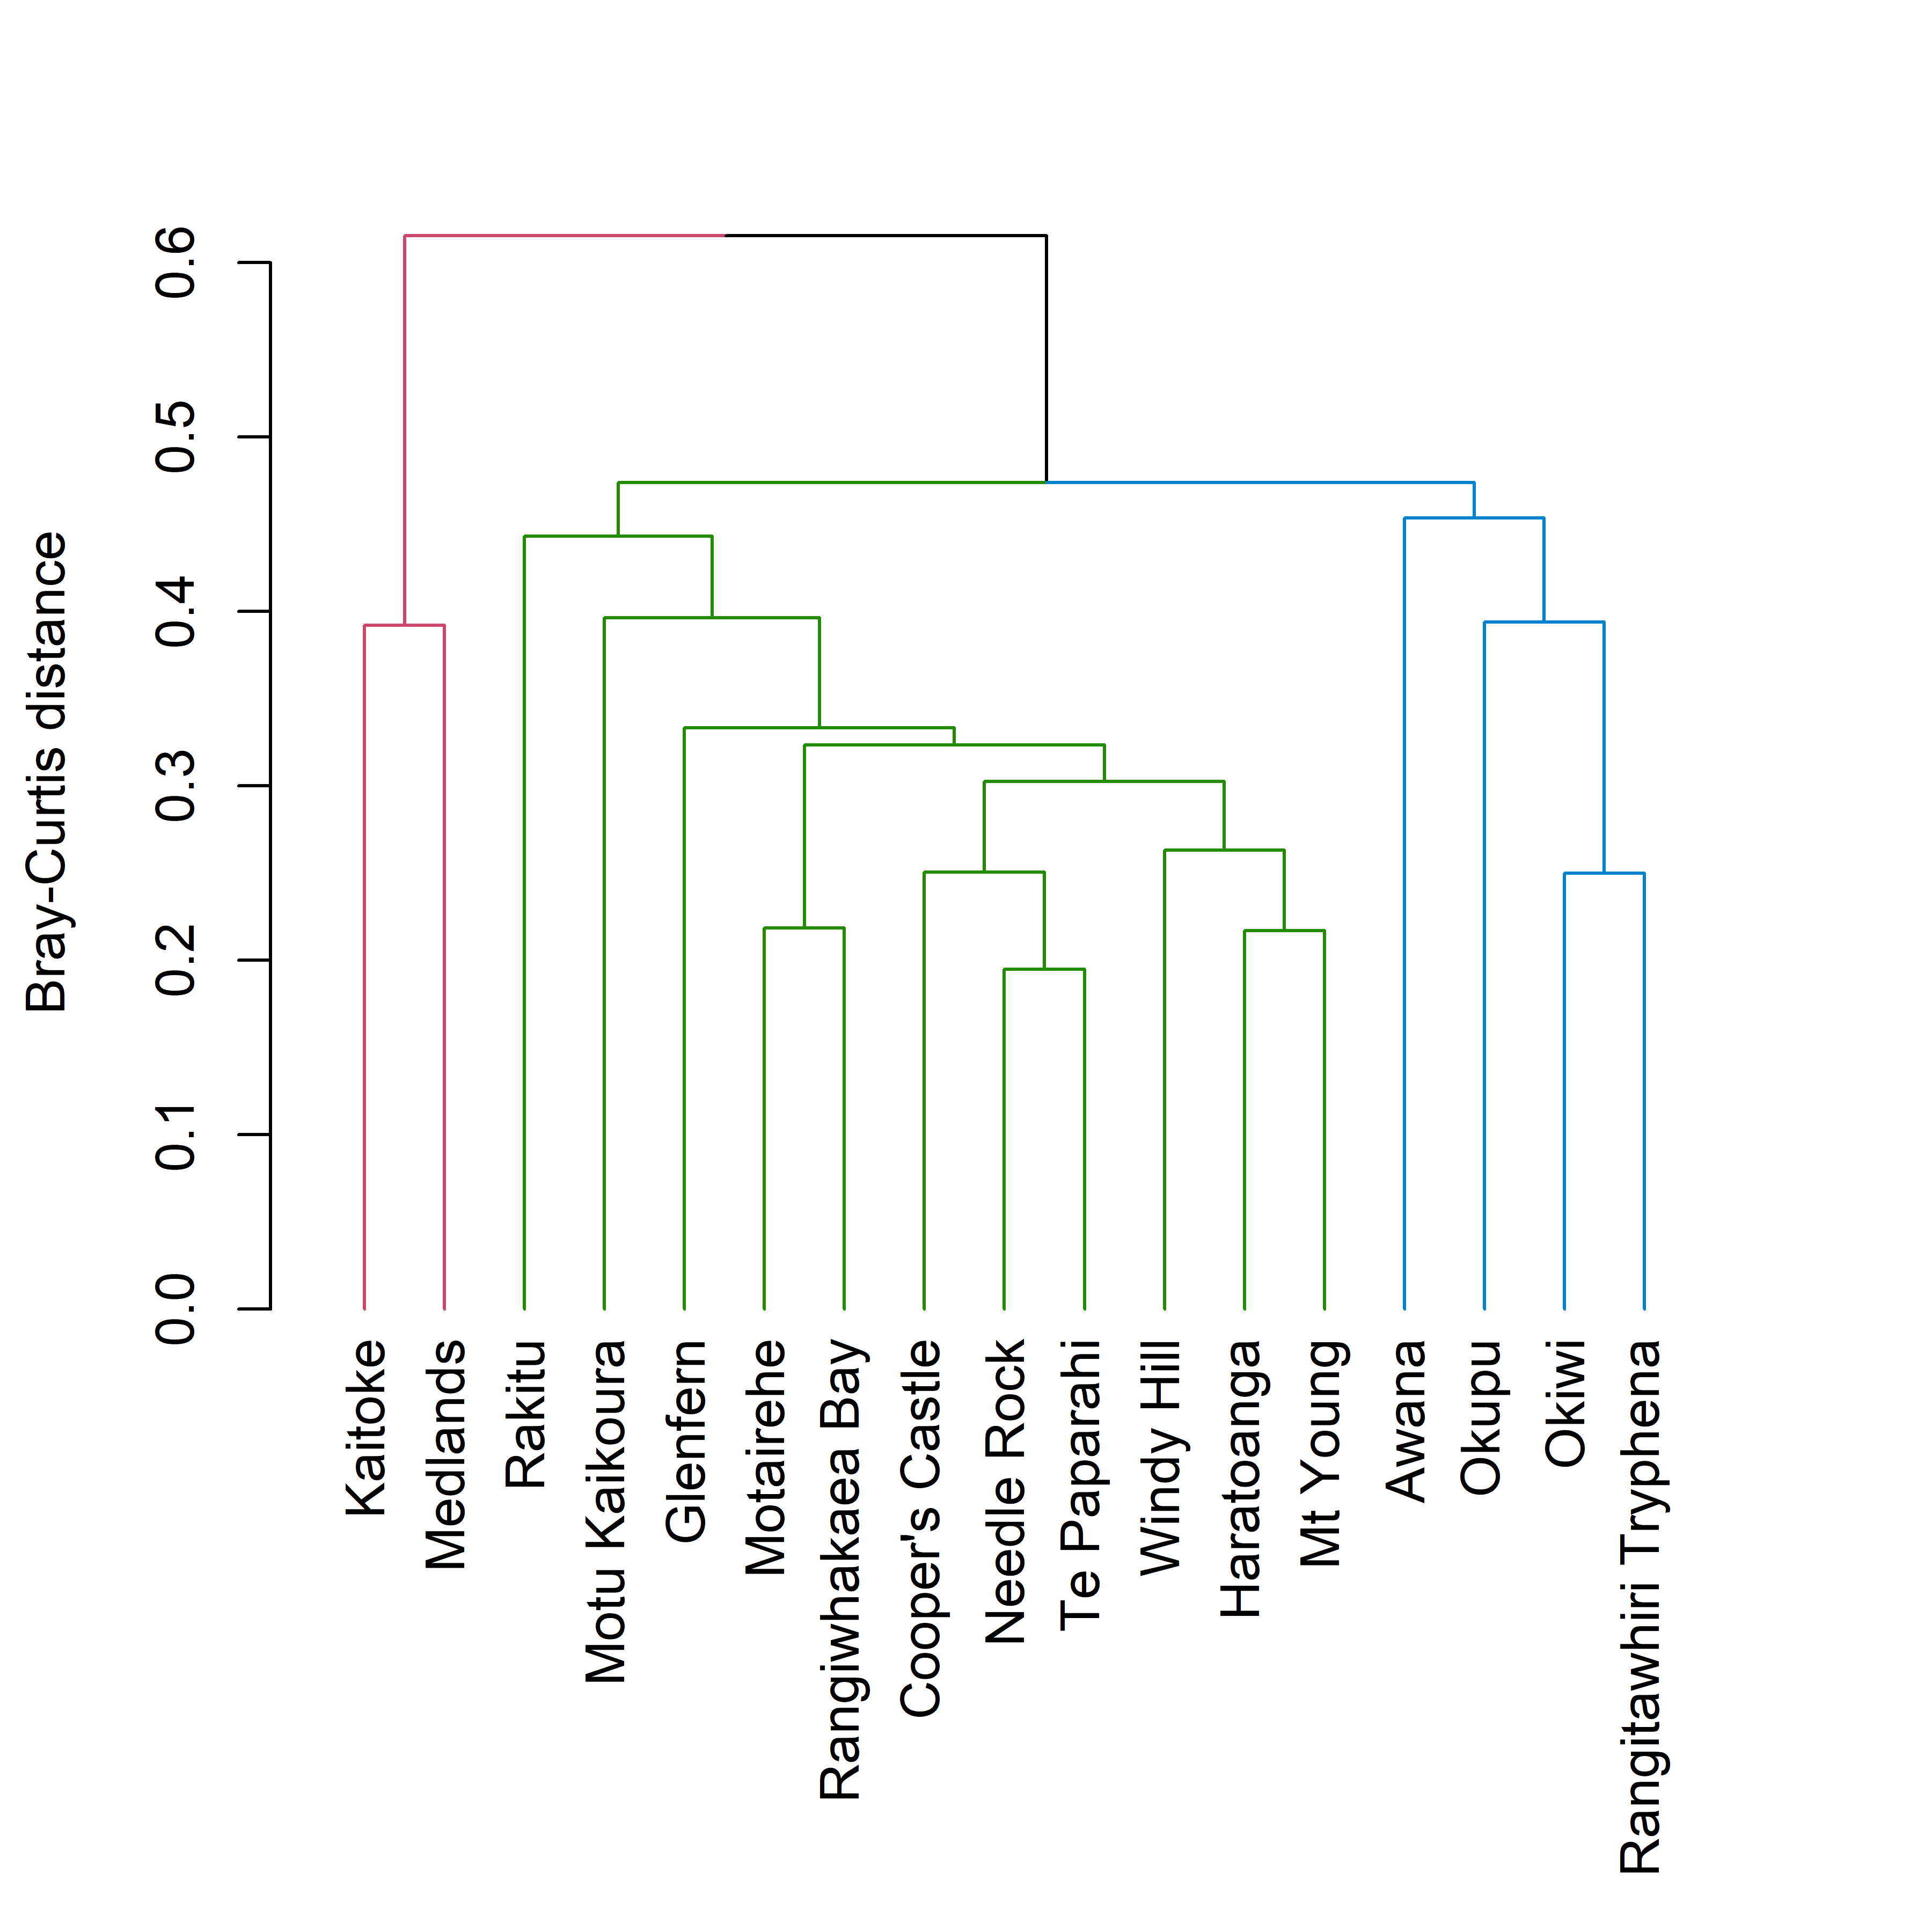 Bray-Curtis distance
0.6
0.5
0.4
0.3
0.2
0.1
0.0
Kaitoke
Medlands
Rakitu
Motu Kaikoura
Glenfern
Motairehe
Rangiwhakaea Bay
Cooper's Castle
Needle Rock
Te Paparahi
Windy Hill
Haratoanga
Mt Young
Awana
Okupu
Okiwi
Rangitawhiri Tryphena